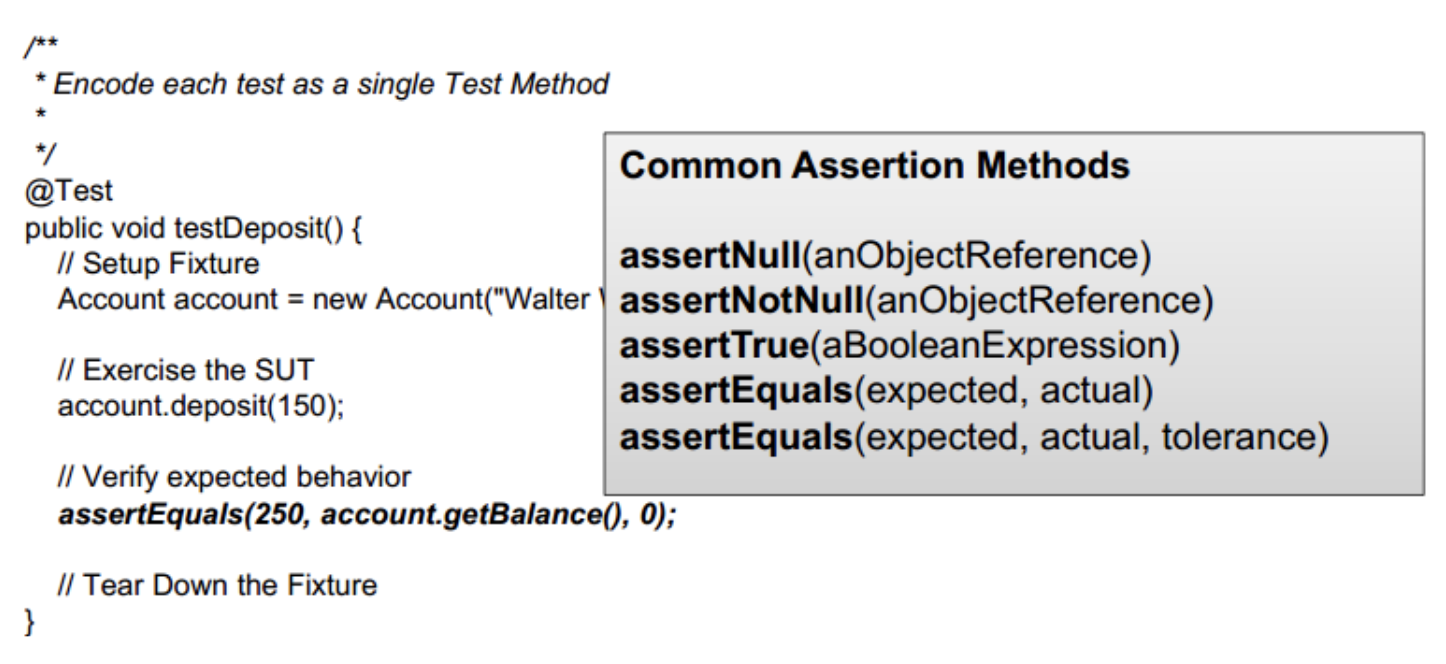 /**
* Encode each test as a single Test Method
*
*/
@Test
public void testDeposit() {
// Setup Fixture
Account account = new Account("Walter
// Exercise the SUT
account.deposit(150);
// Verify expected behavior
assertEquals(250, account.getBalance(), 0);
// Tear Down the Fixture
}
Common Assertion Methods
assertNull(anObjectReference)
assertNotNull(anObjectReference)
assertTrue(aBooleanExpression)
assertEquals(expected, actual)
assertEquals(expected, actual, tolerance)